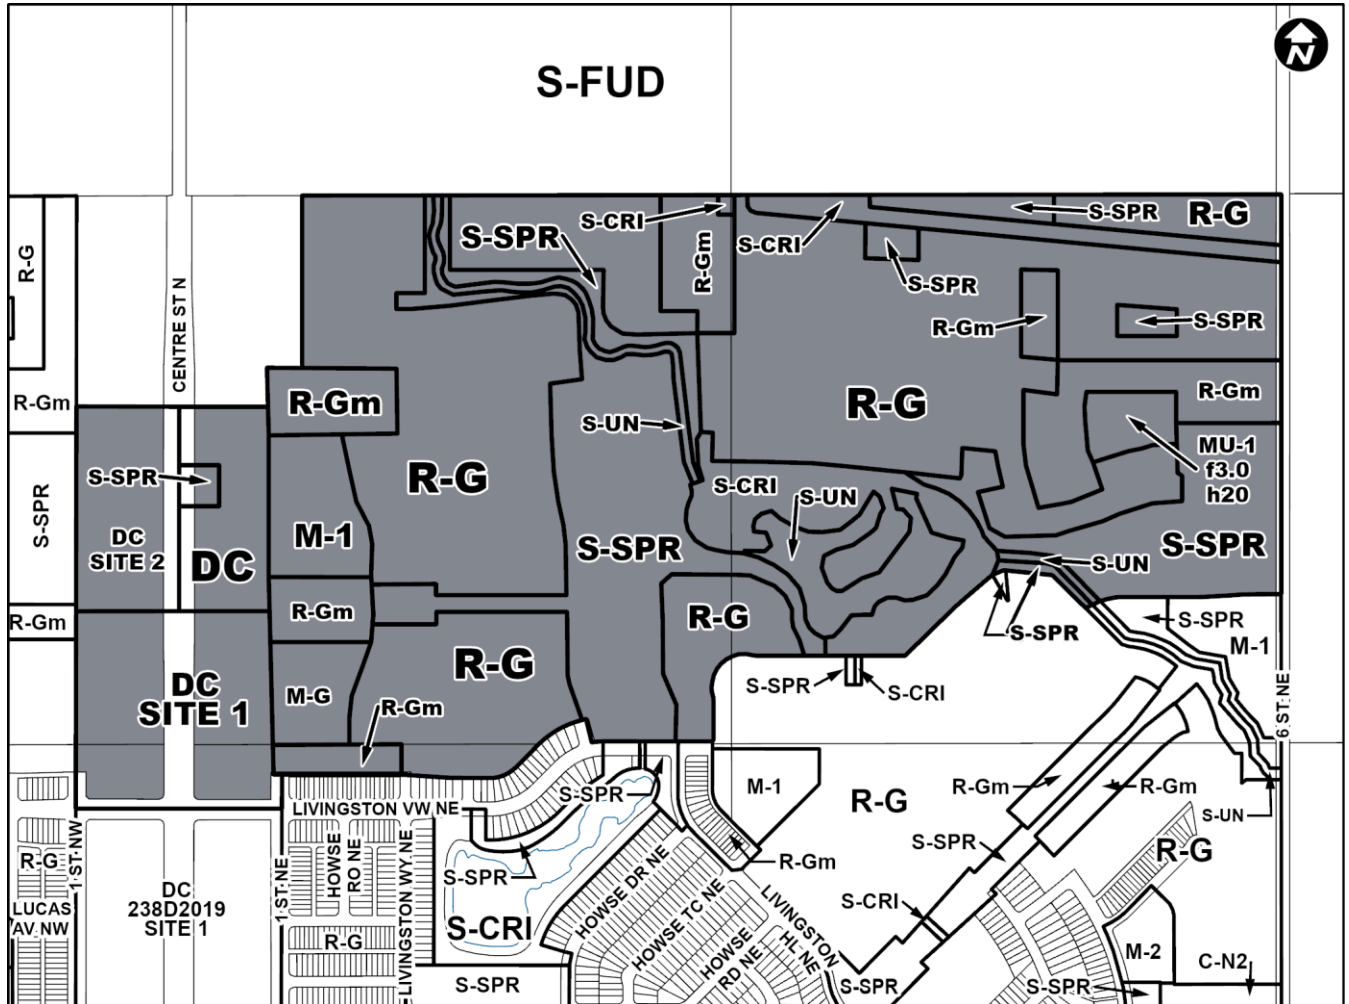 N
S-FUD
S-CRI
S-SPR
R-G
S-SPR
S-CRI
R-G
R-Gm
S-SPR
CENTRE ST N
R-Gm
S-SPR
R-Gm
R-Gm
R-Gm
R-G
S-UN
MU-1
f3.0
h20
S-SPR
R-G
S-CRI
S-UN
S-SPR
DC
SITE 2
DC
M-1
S-SPR
S-SPR
S-UN
R-Gm
R-Gm
R-G
S-SPR
S-SPR
M-1
R-G
DC
SITE 1
M-G
R-Gm
S-SPR
S-CRI
6 ST NE
S-SPR
M-1
R-G
R-Gm
R-Gm
S-UN
LIVINGSTON VW NE
R-G
1 ST NW
HOWSE
RO NE
LIVINGSTON WY NE
S-SPR
R-Gm
S-SPR
R-G
LUCAS
AV NW
DC
238D2019
SITE 1
1 ST NE
R-G
S-CRI
HOWSE DR NE
HOWSE TC NE
HOWSE
RD NE
HL NE
LIVINGSTON
S-CRI
M-2
C-N2
S-SPR
S-SPR
S-SPR